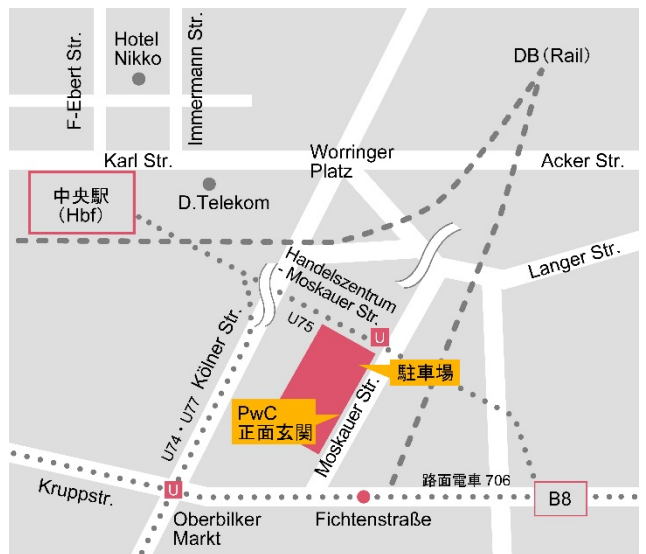 Hotel
Nikko
DB(Rail)
F-Ebert Str.
Immermann Str.
Karl Str.
Worringer
Platz
Acker Str.
中央駅
(Hbf)
D.Telekom
Handelszentrum
- Moskauer Str.
Langer Str.
U75
U
Kölner Str.
U74・U77
駐車場
PwC
正面玄関
Moskauer Str.
路面電車 706
Kruppstr.
U
B8
Oberbilker
Markt
Fichtenstraße